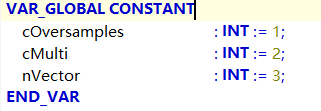 VAR_GLOBAL CONSTANT
cOversamples : INT := 1;
cMulti : INT := 2;
nVector : INT := 3;
END_VAR